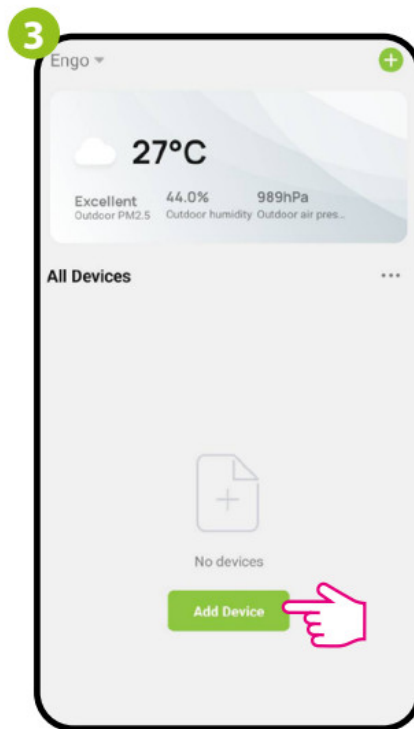 3
Engo
27°C
Excellent 44.0% 989hPa
Outdoor PM2.5 Outdoor humidity Outdoor air pres...
All Devices
No devices
Add Device